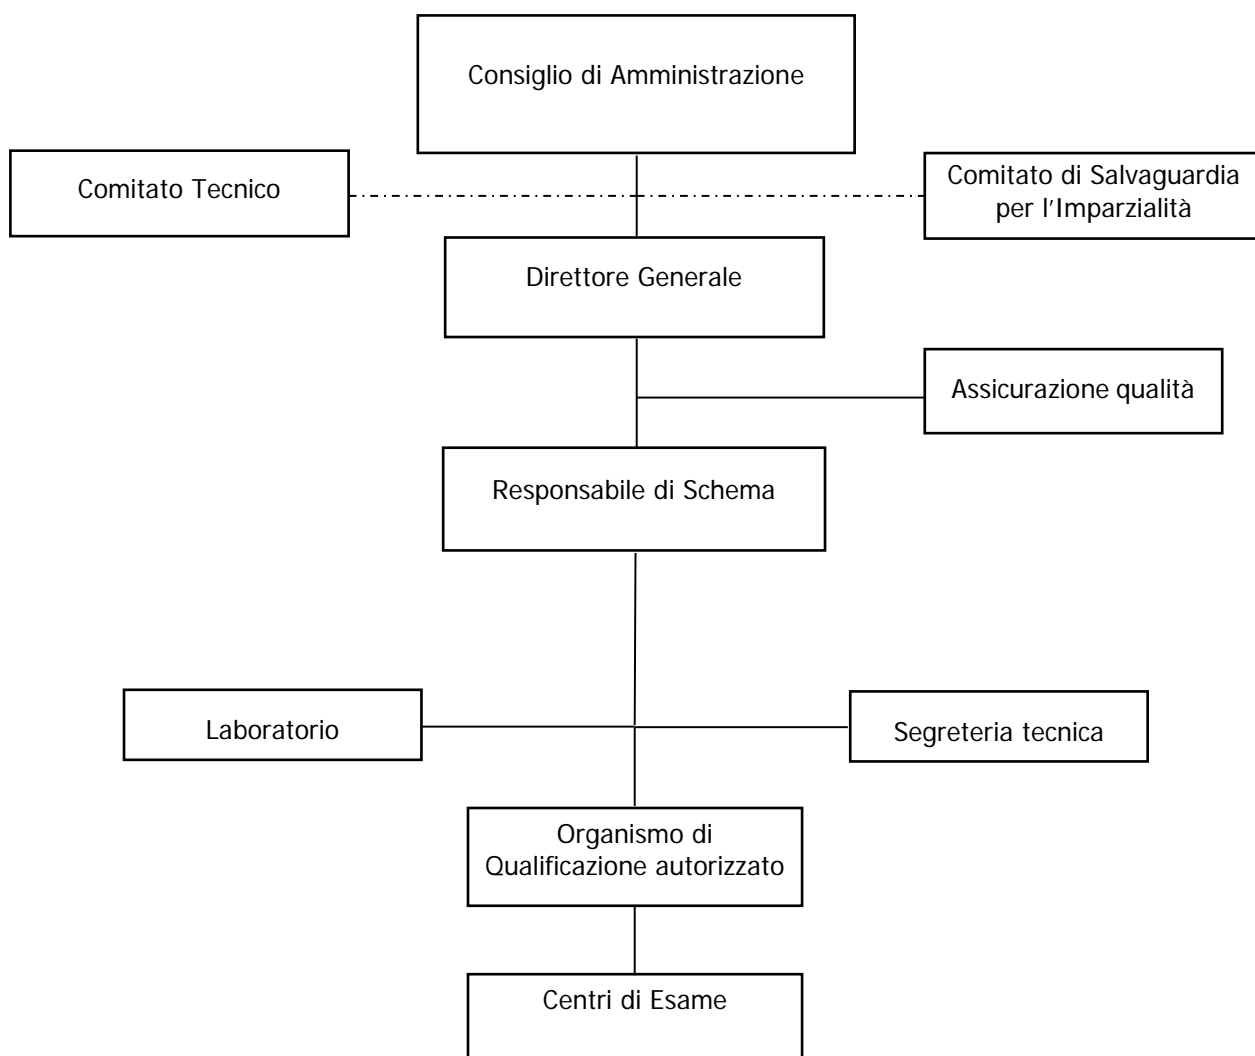 Consiglio di Amministrazione
Comitato Tecnico
Comitato di Salvaguardia
per l'Imparzialità
Direttore Generale
Assicurazione qualità
Responsabile di Schema
Laboratorio
Segreteria tecnica
Organismo di
Qualificazione autorizzato
Centri di Esame